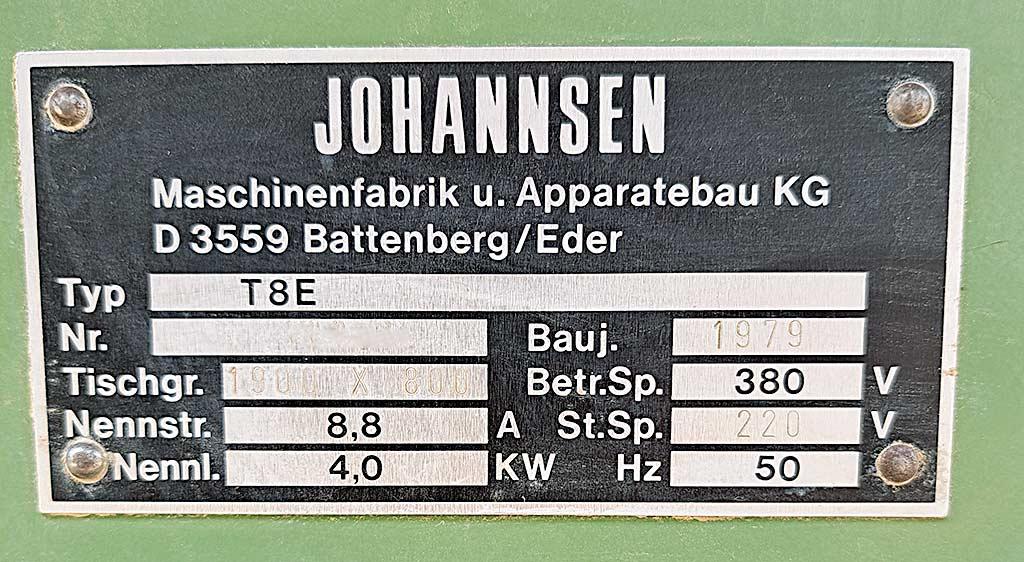 JOHANNSEN
Maschinenfabrik u. Apparatebau KG
D 3559 Battenberg/Eder
Typ T8E
Nr. Bauj. 1979
Tischgr. 1900 X 800 Betr.Sp. 380 V
Nennstr. 8,8 A St.Sp. 220 V
Nennl. 4,0 KW Hz 50